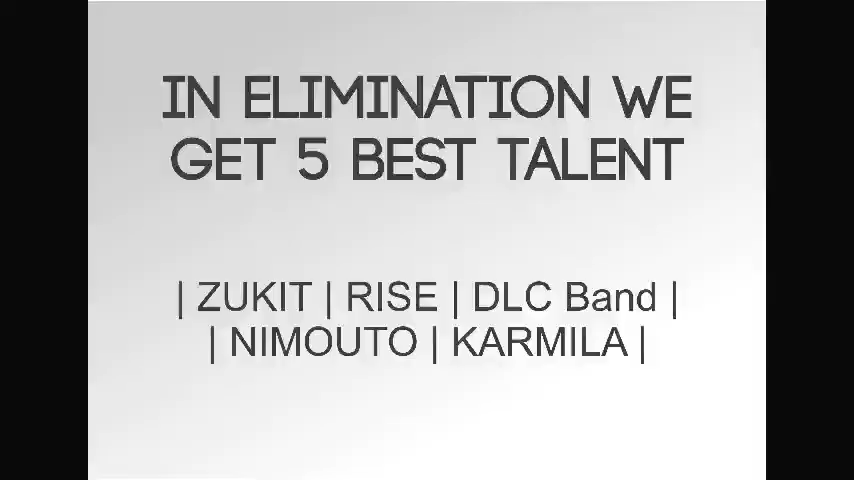 IN ELIMINATION WE
GET 5 BEST TALENT
| ZUKIT | RISE | DLC Band |
| NIMOUTO | KARMILA |